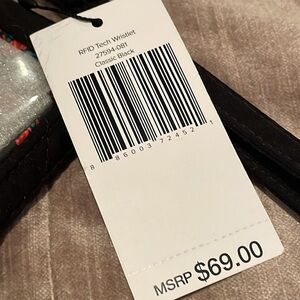 RFID Tech Wristlet
27594-081
Classic Black
8 86003 72452 1
MSRP $69.00